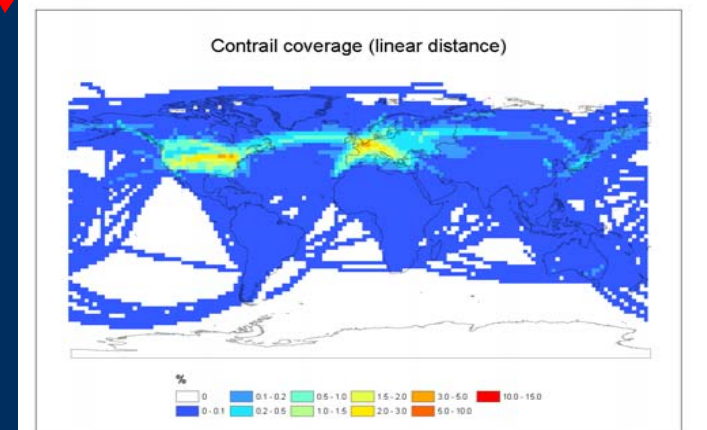 Contrail coverage (linear distance)
%
0 0.1 - 0.2 0.5 - 1.0 1.5 - 2.0 3.0 - 5.0 10.0 - 15.0
0 - 0.1 0.2 - 0.5 1.0 - 1.5 2.0 - 3.0 5.0 - 10.0